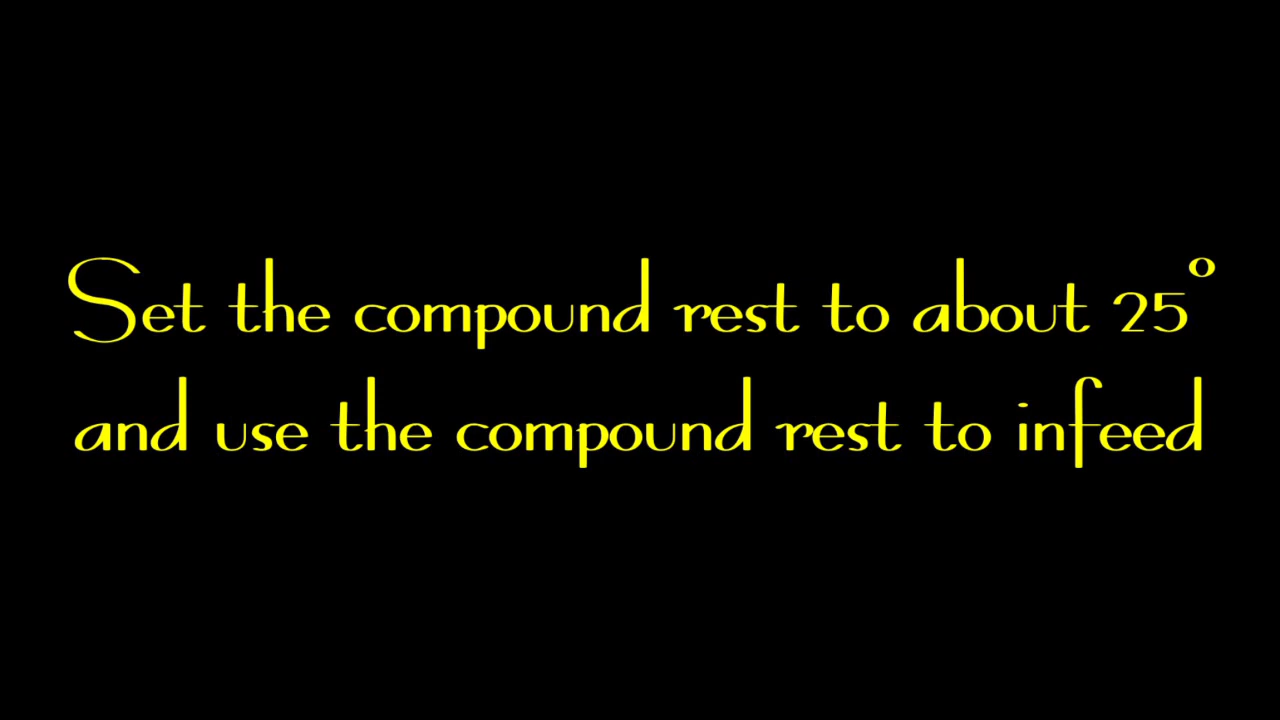 Set the compound rest to about 25°
and use the compound rest to infeed